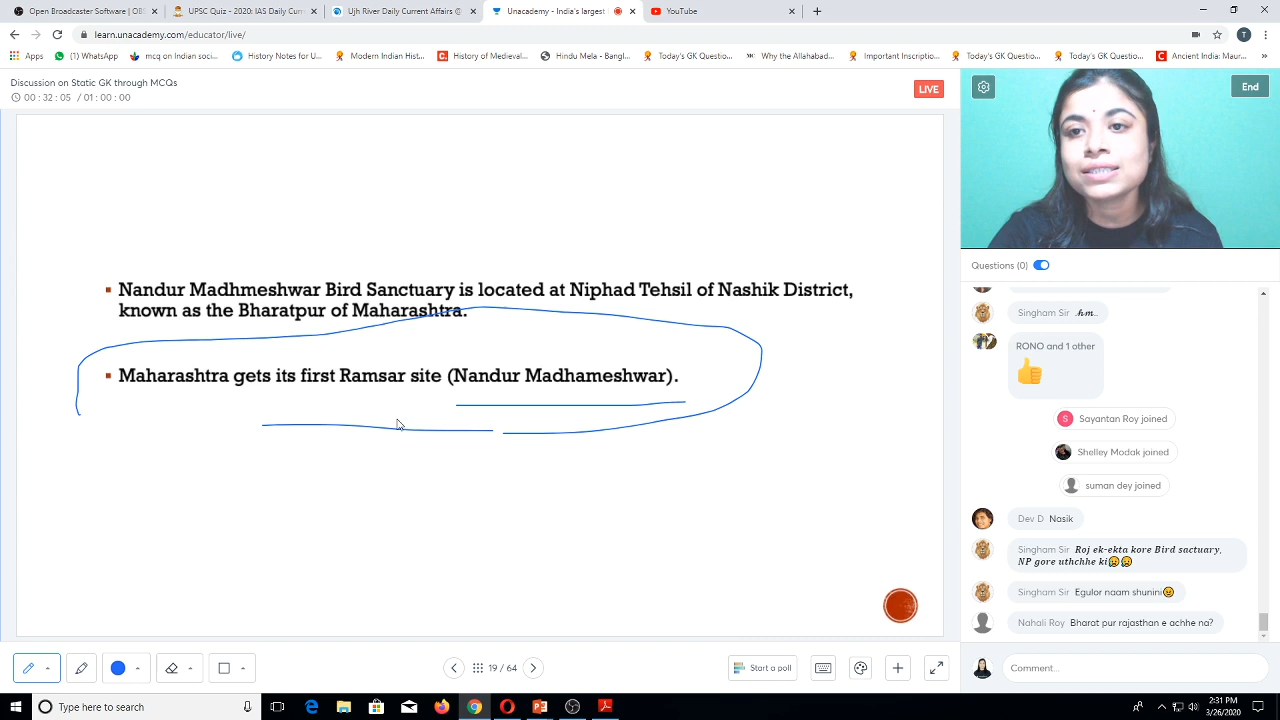 Open Broadcaster Software | OBS
UPSC Quiz - 2020: IAS Daily Curr
Ujh River Daily Current Affairs @
Unacademy - India's largest
YouTube
learn.unacademy.com/educator/live/
T
Apps
(1) WhatsApp
mcq on indian soci...
History Notes for U...
Modern Indian Hist...
History of Medieval...
Hindu Mela - Bangl...
Today's GK Questio...
Why the Allahabad...
Important Inscriptio...
Today's GK Questio...
Today's GK Questio...
Ancient India: Maur...
Discussion on Static GK through MCQs
00 : 32 : 05 / 01 : 00 : 00
LIVE
End
Nandur Madhmeshwar Bird Sanctuary is located at Niphad Tehsil of Nashik District,
known as the Bharatpur of Maharashtra.
Maharashtra gets its first Ramsar site (Nandur Madhameshwar).
Questions (0)
Singham Sir .hm..
RONO and 1 other
S Sayantan Roy joined
Shelley Modak joined
suman dey joined
Dev D Nasik
Singham Sir Roj ek-ekta kore Bird sactuary,
NP gore uthchhe ki
Singham Sir Egulor naam shunini
Nahali Roy Bharat pur rajasthan e achhe na?
19 / 64
Start a poll
Comment...
Type here to search
2:31 PM
3/26/2020